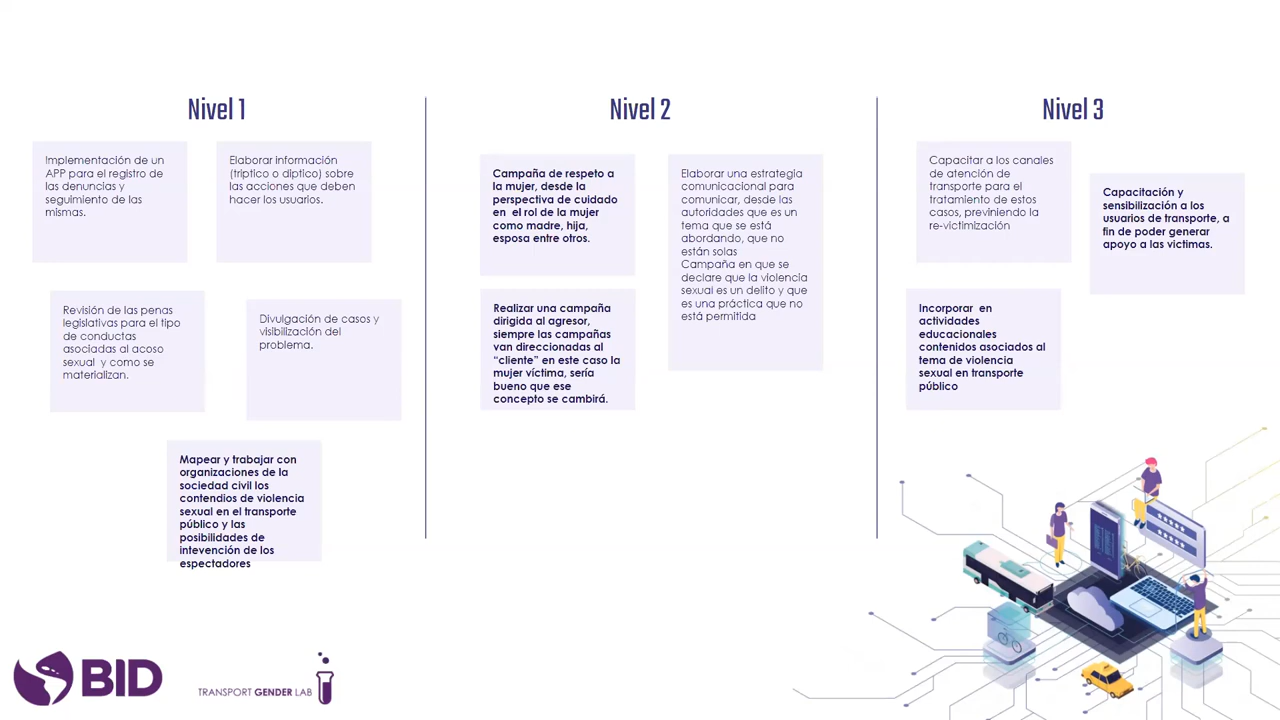 Nivel 1
Implementación de un
APP para el registro de
las denuncias y
seguimiento de las
mismas.
Elaborar información
(triptico o diptico) sobre
las acciones que deben
hacer los usuarios.
Revisión de las penas
legislativas para el tipo
de conductas
asociadas al acoso
sexual y como se
materializan.
Divulgación de casos y
visibilización del
problema.
Mapear y trabajar con
organizaciones de la
sociedad civil los
contendios de violencia
sexual en el transporte
público y las
posibilidades de
intevención de los
espectadores
Nivel 2
Campaña de respeto a
la mujer, desde la
perspectiva de cuidado
en el rol de la mujer
como madre, hija,
esposa entre otros.
Realizar una campaña
dirigida al agresor,
siempre las campañas
van direccionadas al
“cliente” en este caso la
mujer víctima, sería
bueno que ese
concepto se cambirá.
Elaborar una estrategia
comunicacional para
comunicar, desde las
autoridades que es un
tema que se está
abordando, que no
están solas
Campaña en que se
declare que la violencia
sexual es un delito y que
es una práctica que no
está permitida
Nivel 3
Capacitar a los canales
de atención de
transporte para el
tratamiento de estos
casos, previniendo la
re-victimización
Capacitación y
sensibilización a los
usuarios de transporte, a
fin de poder generar
apoyo a las victimas.
Incorporar en
actividades
educacionales
contenidos asociados al
tema de violencia
sexual en transporte
público
BID
TRANSPORT GENDER LAB